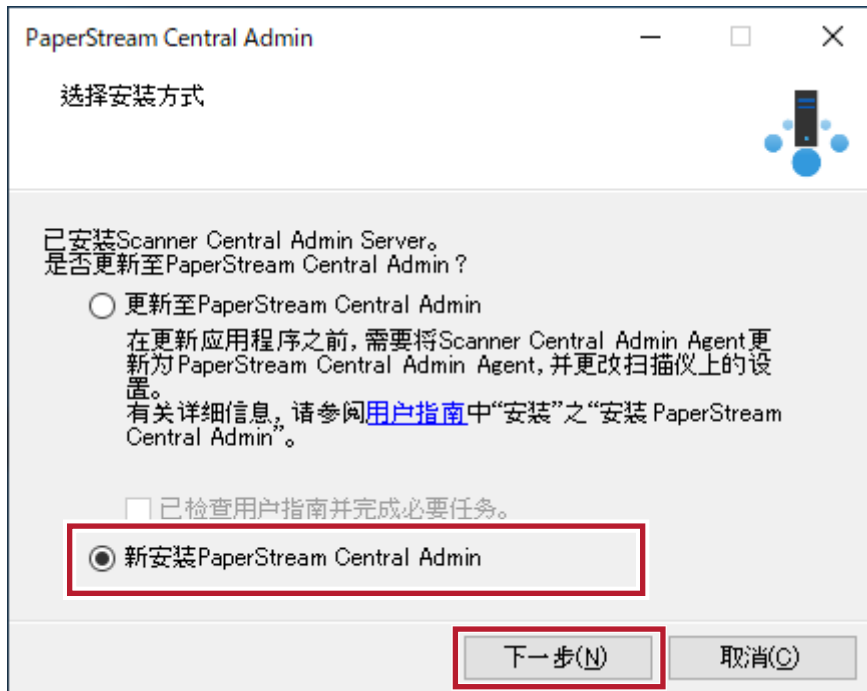 PaperStream Central Admin
选择安装方式
已安装Scanner Central Admin Server。
是否更新至PaperStream Central Admin？
更新至PaperStream Central Admin
在更新应用程序之前，需要将Scanner Central Admin Agent更
新为PaperStream Central Admin Agent，并更改扫描仪上的设
置。
有关详细信息，请参阅用户指南中“安装”之“安装 PaperStream
Central Admin”。
已检查用户指南并完成必要任务。
新安装PaperStream Central Admin
下一步(N)
取消(C)